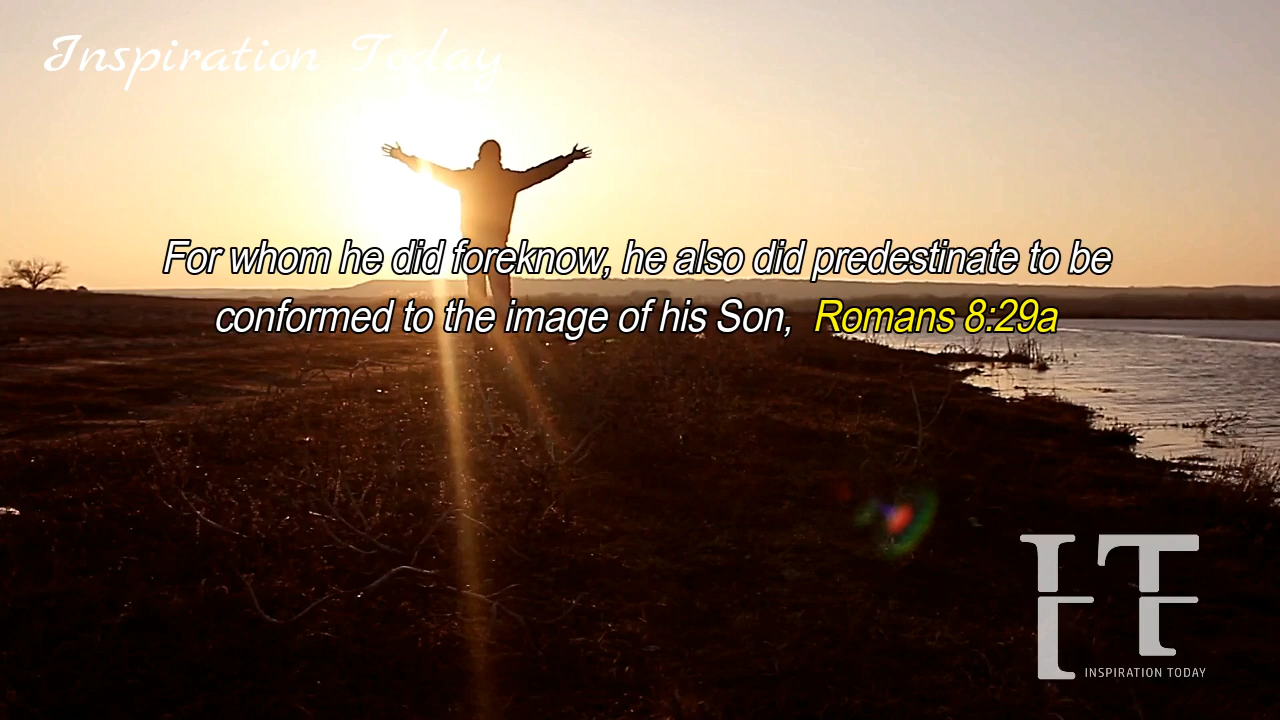 Inspiration Today
For whom he did foreknow, he also did predestinate to be
conformed to the image of his Son, Romans 8:29a
IT
INSPIRATION TODAY